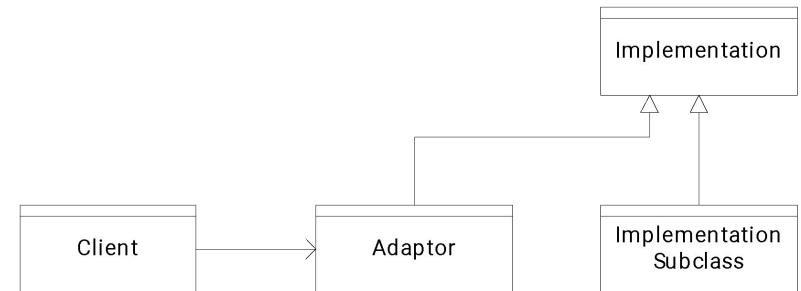 Implementation
Client
Adaptor
Implementation
Subclass